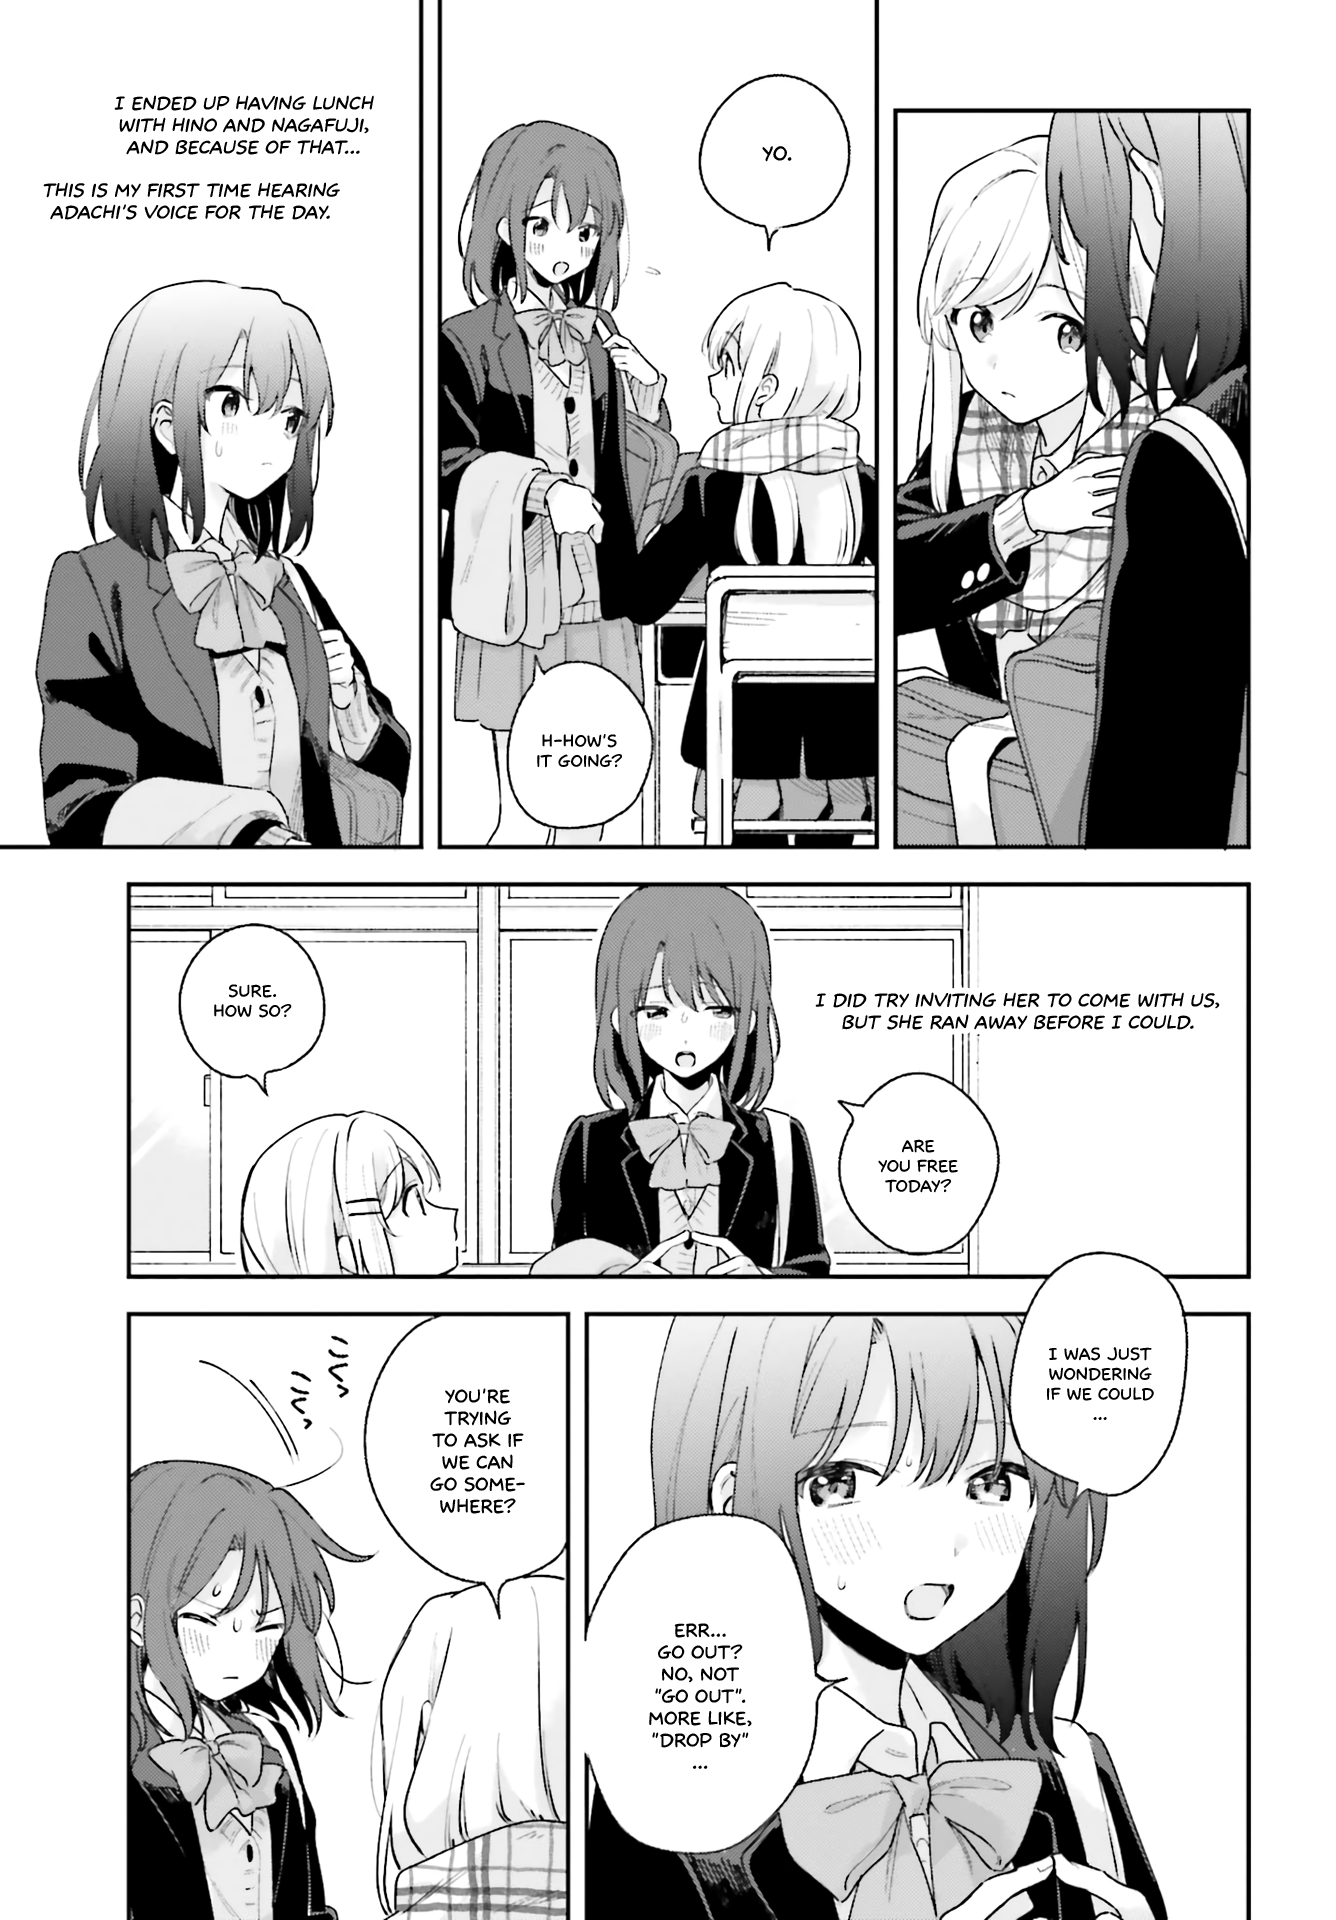 YO.
H-HOW'S
IT GOING?
I ENDED UP HAVING LUNCH
WITH HINO AND NAGAFUJI,
AND BECAUSE OF THAT...
THIS IS MY FIRST TIME HEARING
ADACHI'S VOICE FOR THE DAY.
I DID TRY INVITING HER TO COME WITH US,
BUT SHE RAN AWAY BEFORE I COULD.
ARE
YOU FREE
TODAY?
SURE.
HOW SO?
I WAS JUST
WONDERING
IF WE COULD
...
ERR...
GO OUT?
NO, NOT
"GO OUT".
MORE LIKE,
"DROP BY"
...
YOU'RE
TRYING
TO ASK IF
WE CAN
GO SOME-
WHERE?